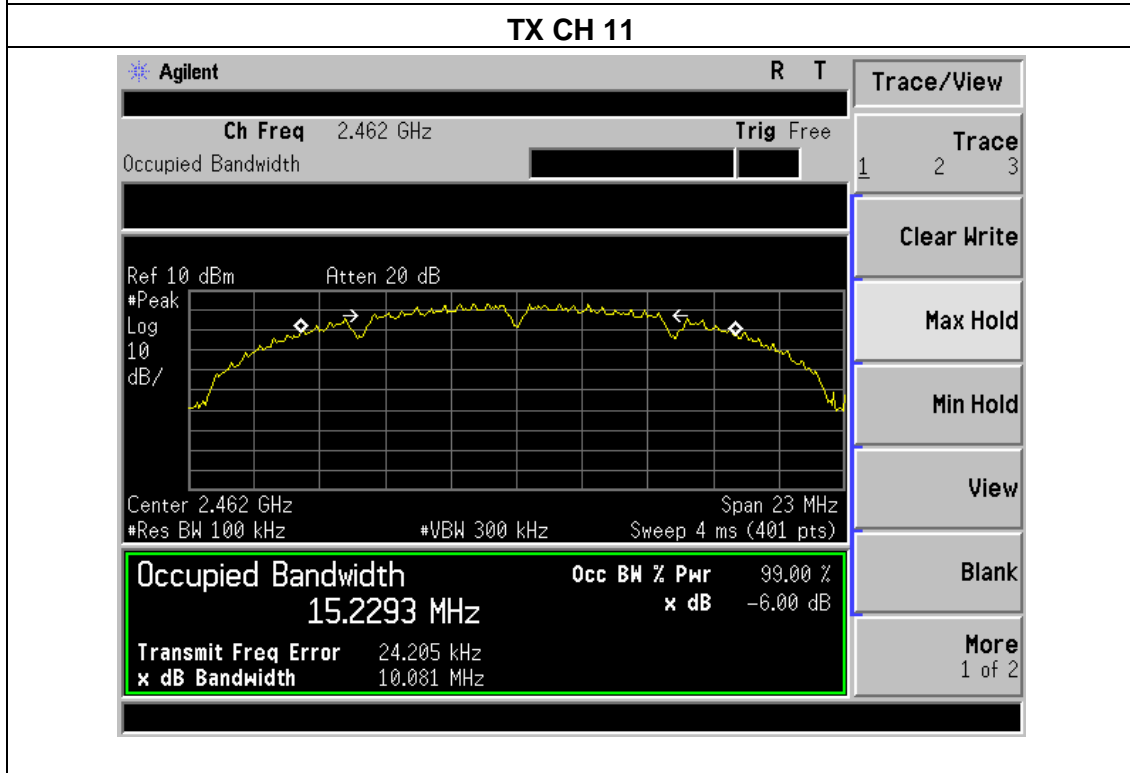 TX CH 11
Agilent R T
Ch Freq 2.462 GHz Trig Free
Occupied Bandwidth
Ref 10 dBm Atten 20 dB
#Peak
Log
10
dB/
Center 2.462 GHz Span 23 MHz
#Res BW 100 kHz #VBW 300 kHz Sweep 4 ms (401 pts)
Occupied Bandwidth Occ BW % Pwr 99.00 %
15.2293 MHz x dB -6.00 dB
Transmit Freq Error 24.205 kHz
x dB Bandwidth 10.081 MHz
Trace/View
Trace
1 2 3
Clear Write
Max Hold
Min Hold
View
Blank
More
1 of 2